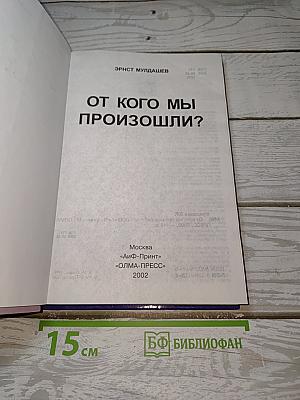 ЭРНСТ МУЛДАШЕВ
ОТ КОГО МЫ
ПРОИЗОШЛИ?
Москва
«АиФ-Принт»
«ОЛМА-ПРЕСС»
2002
15 см
БФ БИБЛИОФАН